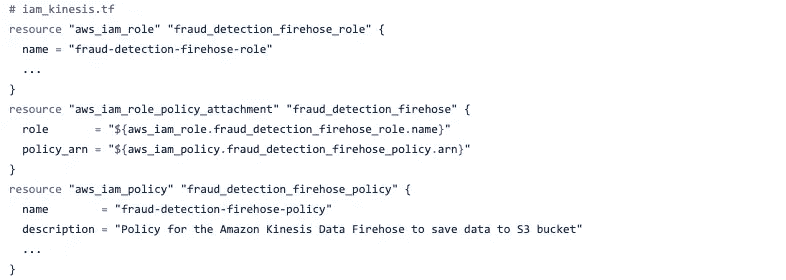 # iam_kinesis.tf
resource "aws_iam_role" "fraud_detection_firehose_role" {
  name = "fraud-detection-firehose-role"
  ...
}
resource "aws_iam_role_policy_attachment" "fraud_detection_firehose" {
  role       = "${aws_iam_role.fraud_detection_firehose_role.name}"
  policy_arn = "${aws_iam_policy.fraud_detection_firehose_policy.arn}"
}
resource "aws_iam_policy" "fraud_detection_firehose_policy" {
  name        = "fraud-detection-firehose-policy"
  description = "Policy for the Amazon Kinesis Data Firehose to save data to S3 bucket"
  ...
}